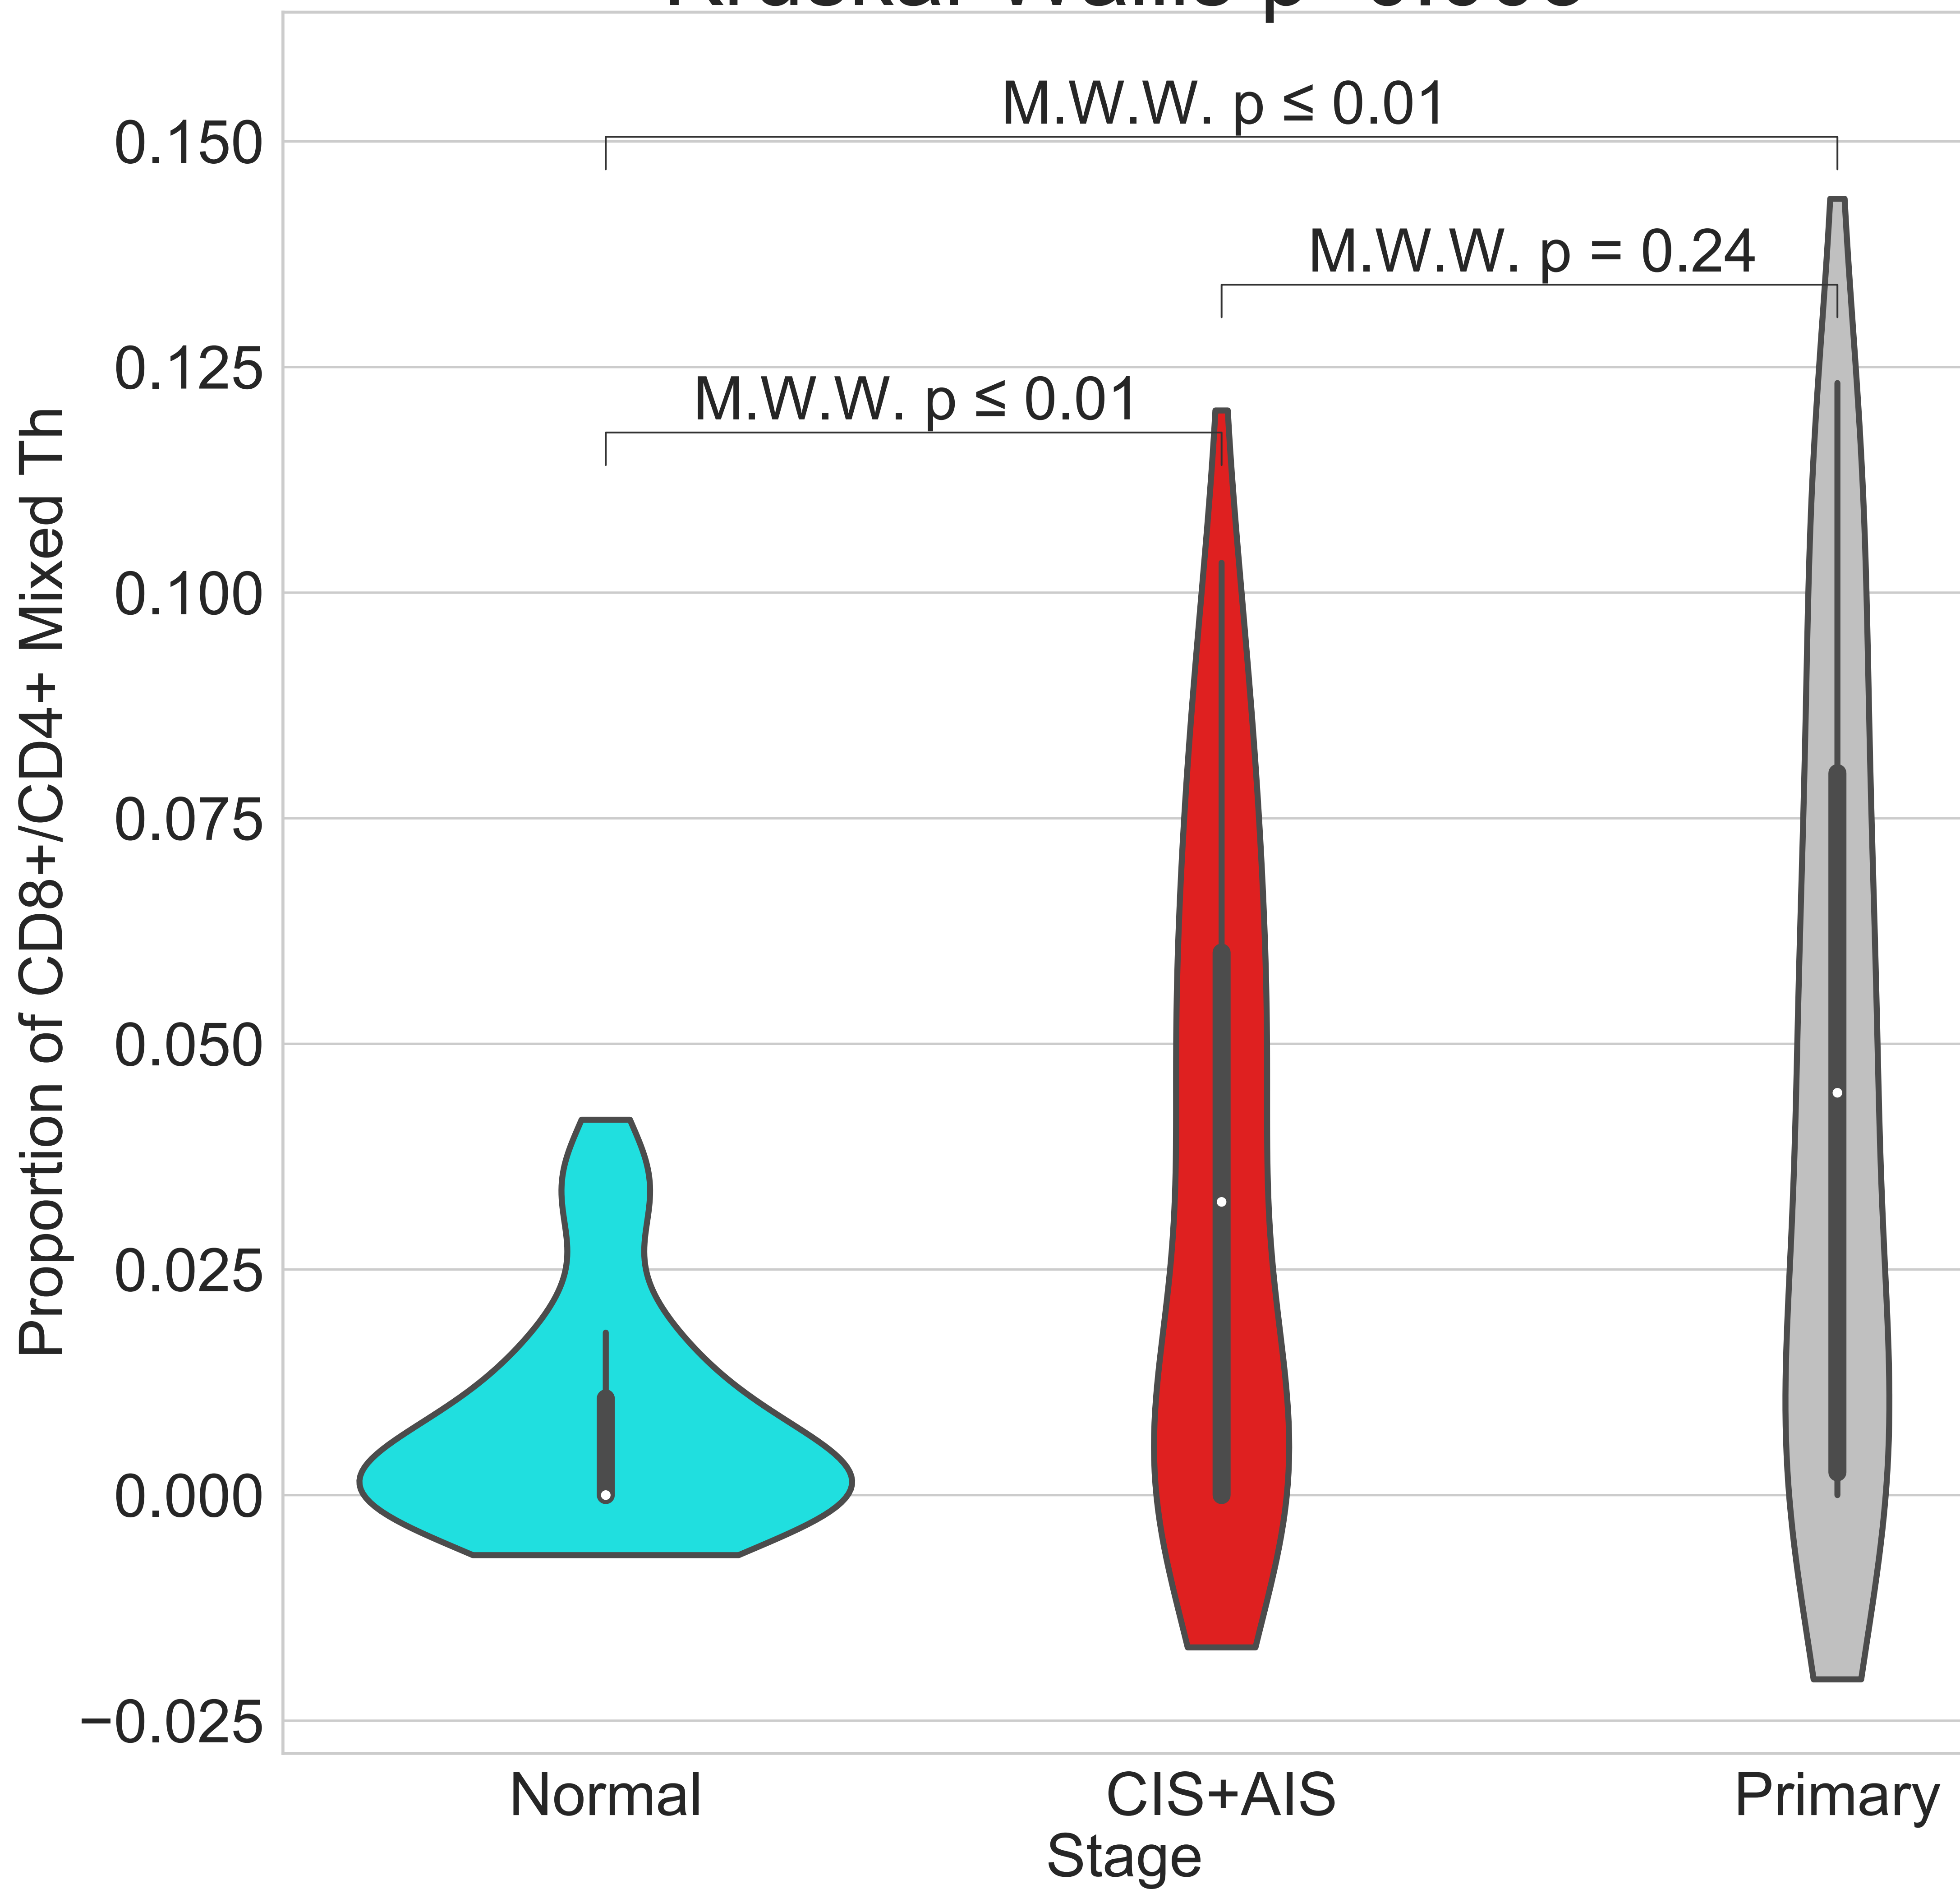 M.W.W. p ≤ 0.01
0.150
M.W.W. p = 0.24
0.125
M.W.W. p ≤ 0.01
0.100
0.075
0.050
0.025
0.000
−0.025
Proportion of CD8+/CD4+ Mixed Th
Normal
CIS+AIS
Primary
Stage